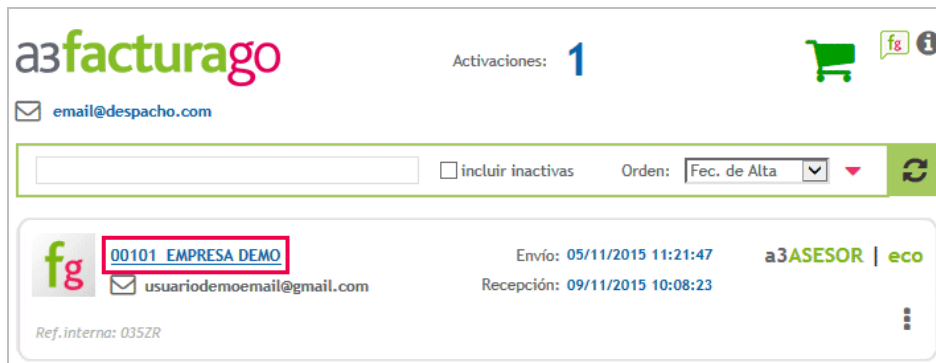 a3facturago
Activaciones: 1
fg
email@despacho.com
incluir inactivas Orden: Fec. de Alta
fg
00101 EMPRESA DEMO
usuariodemoemail@gmail.com
Envío: 05/11/2015 11:21:47
Recepción: 09/11/2015 10:08:23
a3ASESOR | eco
Ref.interna: 035ZR